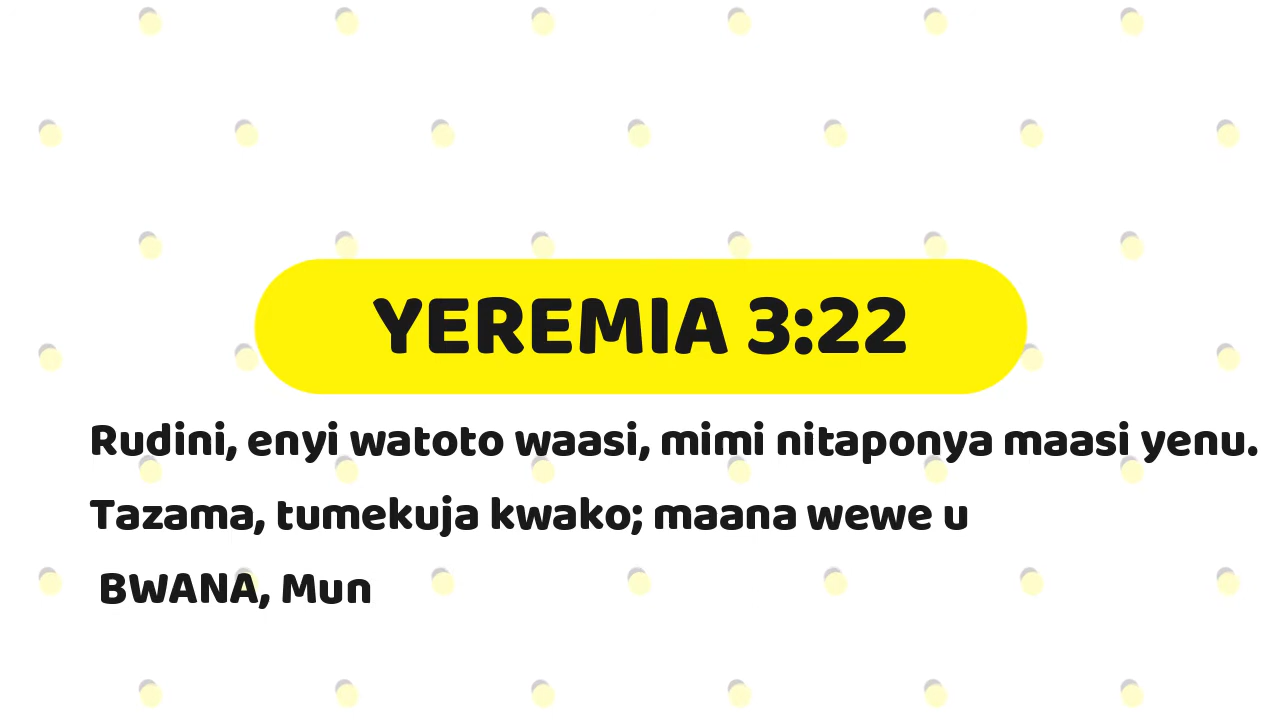 YEREMIA 3:22
Rudini, enyi watoto waasi, mimi nitaponya maasi yenu.
Tazama, tumekuja kwako; maana wewe u
BWANA, Mun